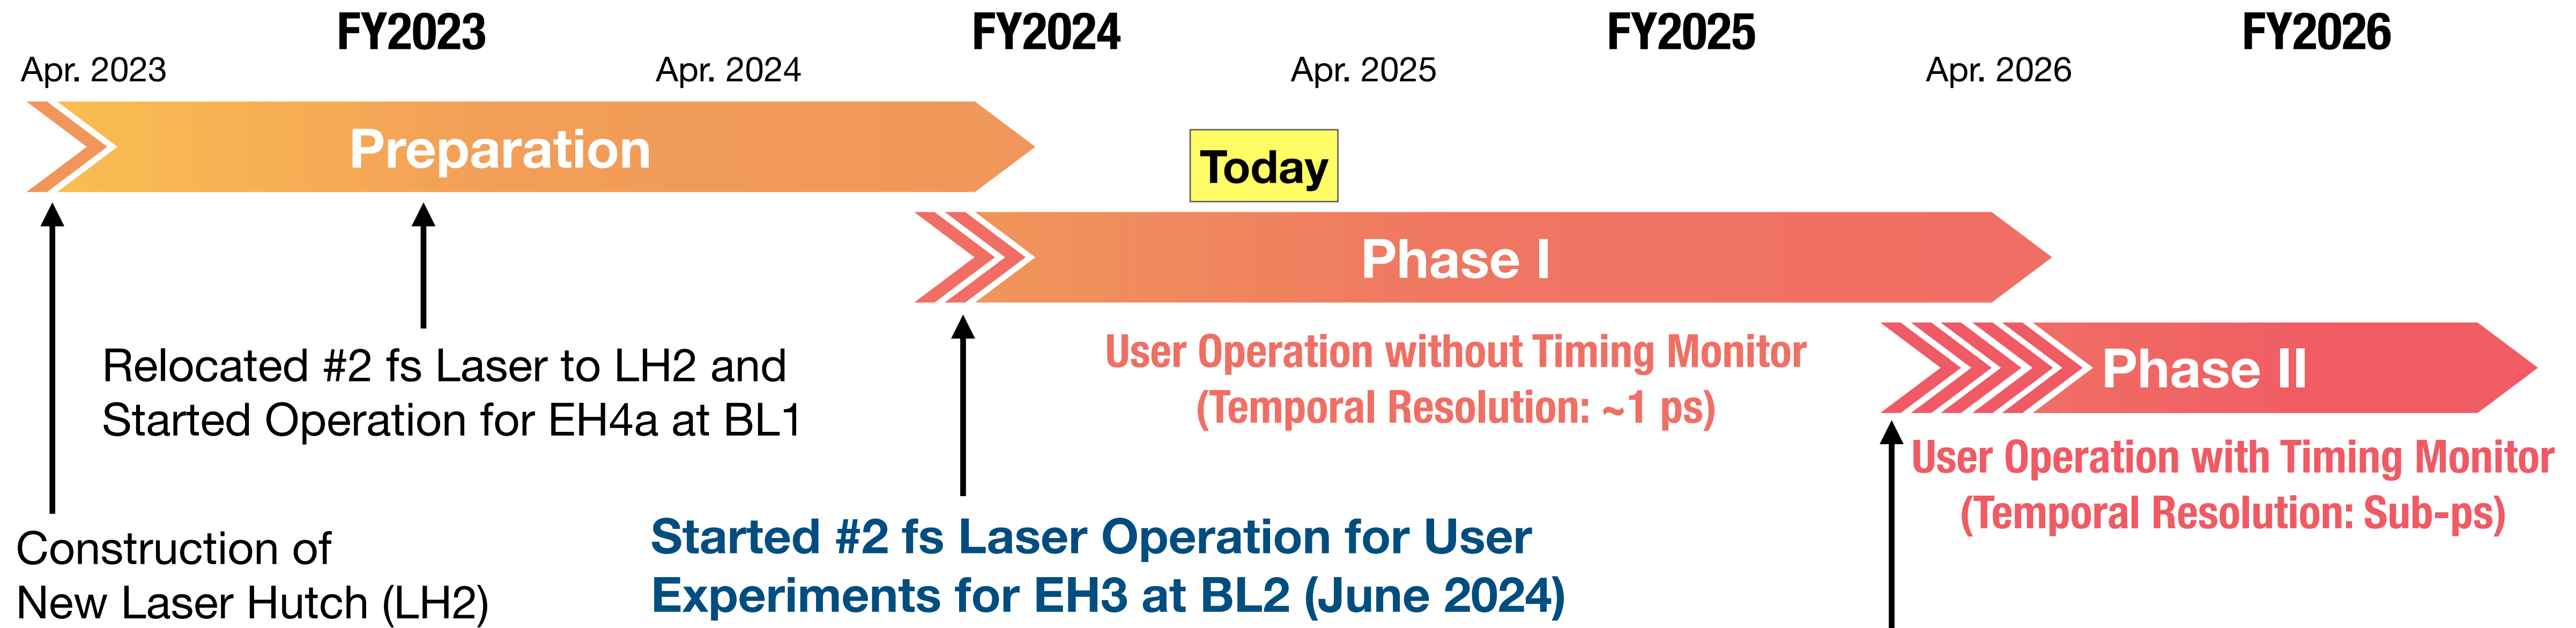 FY2023
FY2024
FY2025
FY2026
Apr. 2023
Apr. 2024
Apr. 2025
Apr. 2026
Preparation
Today
Phase I
User Operation without Timing Monitor
(Temporal Resolution: ~1 ps)
Phase II
User Operation with Timing Monitor
(Temporal Resolution: Sub-ps)
Relocated #2 fs Laser to LH2 and
Started Operation for EH4a at BL1
Construction of
New Laser Hutch (LH2)
Started #2 fs Laser Operation for User
Experiments for EH3 at BL2 (June 2024)